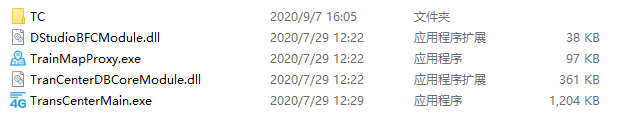 TC 2020/9/7 16:05 文件夹
DStudioBFCModule.dll 2020/7/29 12:22 应用程序扩展 38 KB
TrainMapProxy.exe 2020/7/29 12:22 应用程序 97 KB
TranCenterDBCoreModule.dll 2020/7/29 12:22 应用程序扩展 361 KB
4G TransCenterMain.exe 2020/7/29 12:29 应用程序 1,204 KB